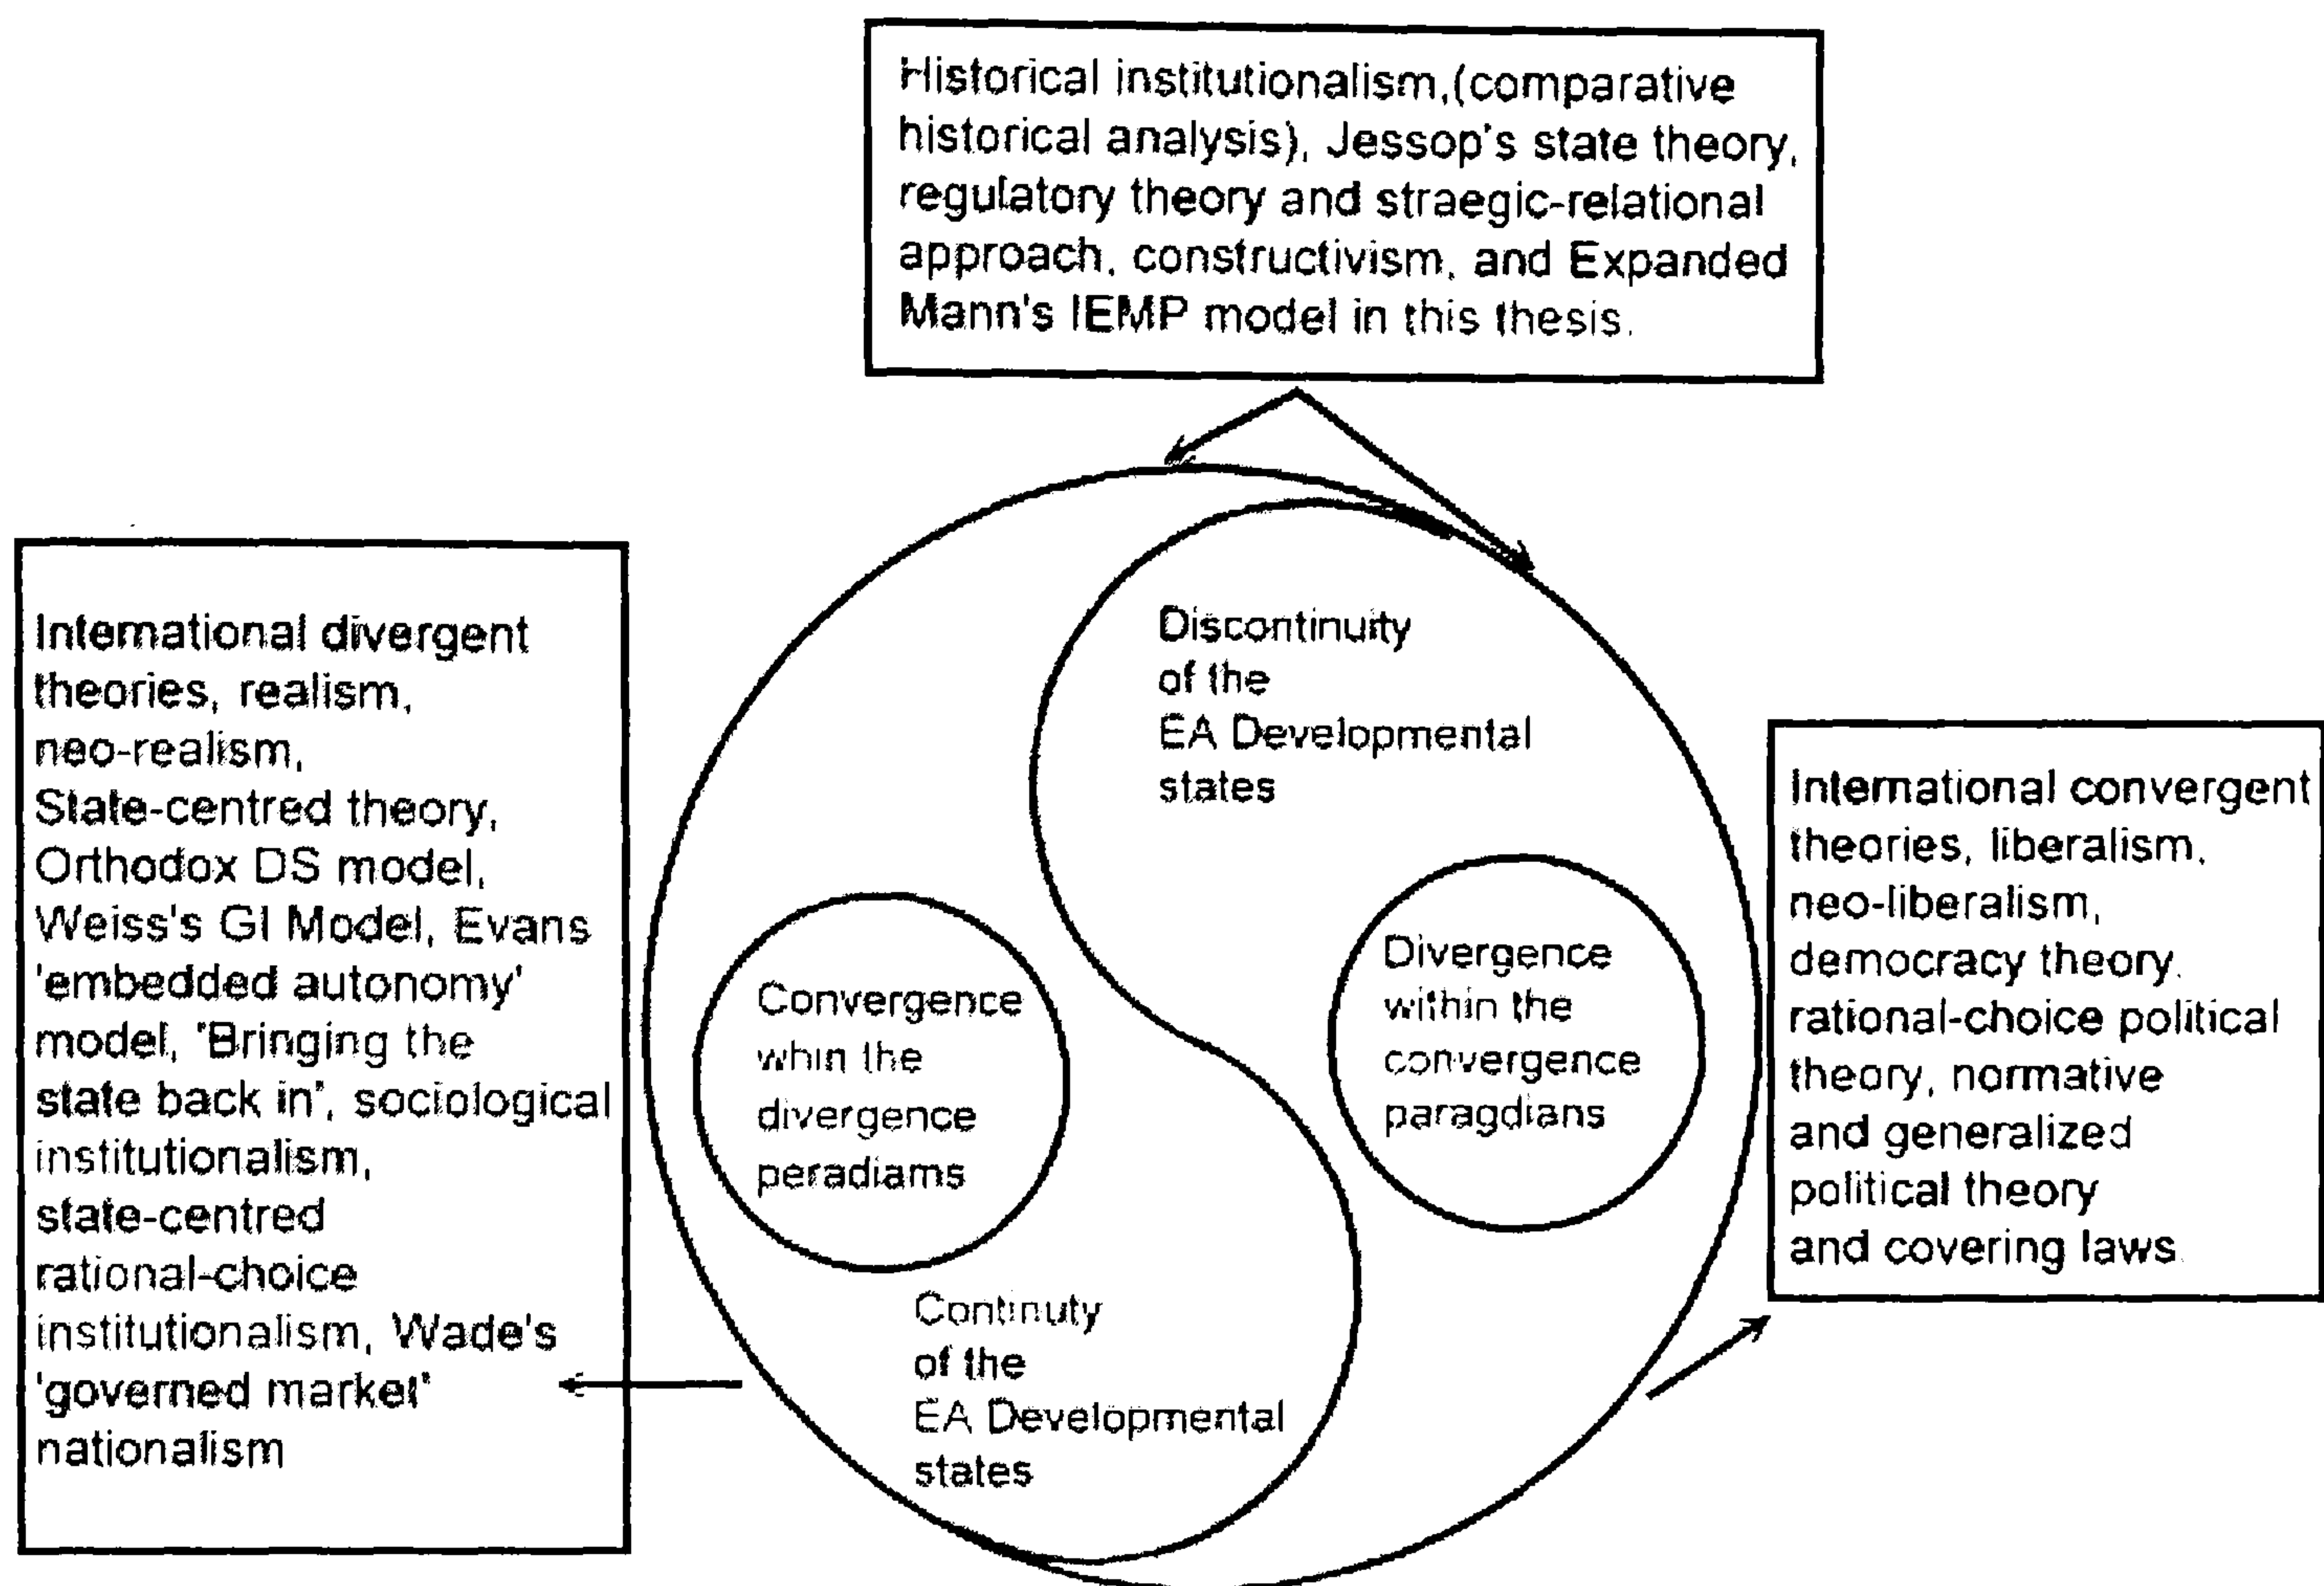 Historical institutionalism,(comparative
historical analysis), Jessop's state theory,
regulatory theory and straegic-relational
approach, constructivism, and Expanded
Mann's IEMP model in this thesis.
International divergent
theories, realism,
neo-realism,
State-centred theory,
Orthodox DS model,
Weiss's GI Model, Evans
'embedded autonomy'
model, 'Bringing the
state back in', sociological
institutionalism,
state-centred
rational-choice
institutionalism, Wade's
'governed market'
nationalism
Discontinuity
of the
EA Developmental
states
Convergence
whin the
divergence
peradiams
Divergence
within the
convergence
paragdians
Continuty
of the
EA Developmental
states
International convergent
theories, liberalism,
neo-liberalism,
democracy theory.
rational-choice political
theory, normative
and generalized
political theory
and covering laws.